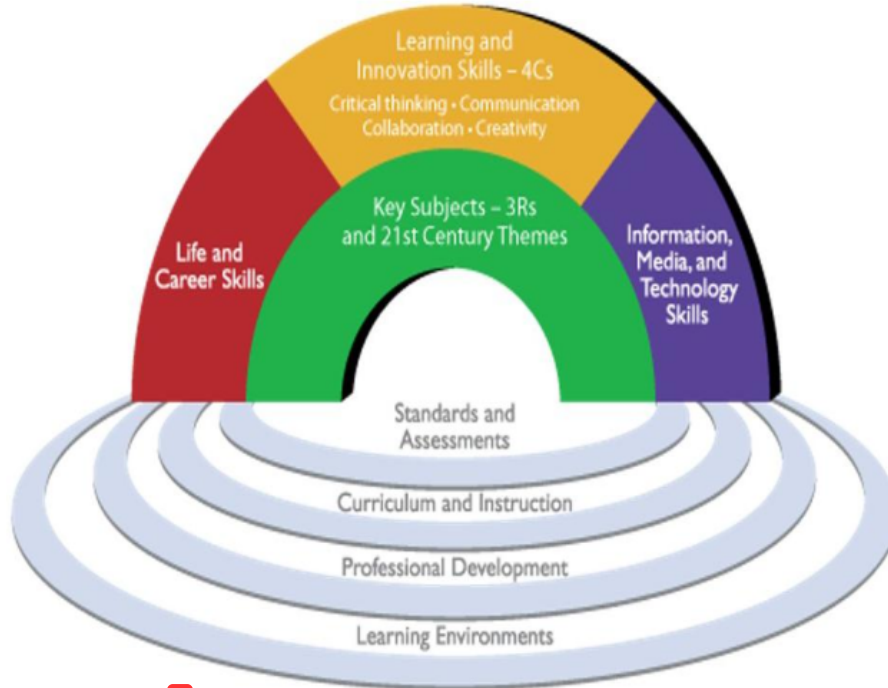 Learning and
Innovation Skills – 4Cs
Critical thinking • Communication
Collaboration • Creativity
Key Subjects – 3Rs
and 21st Century Themes
Life and
Career Skills
Information,
Media, and
Technology
Skills
Standards and
Assessments
Curriculum and Instruction
Professional Development
Learning Environments